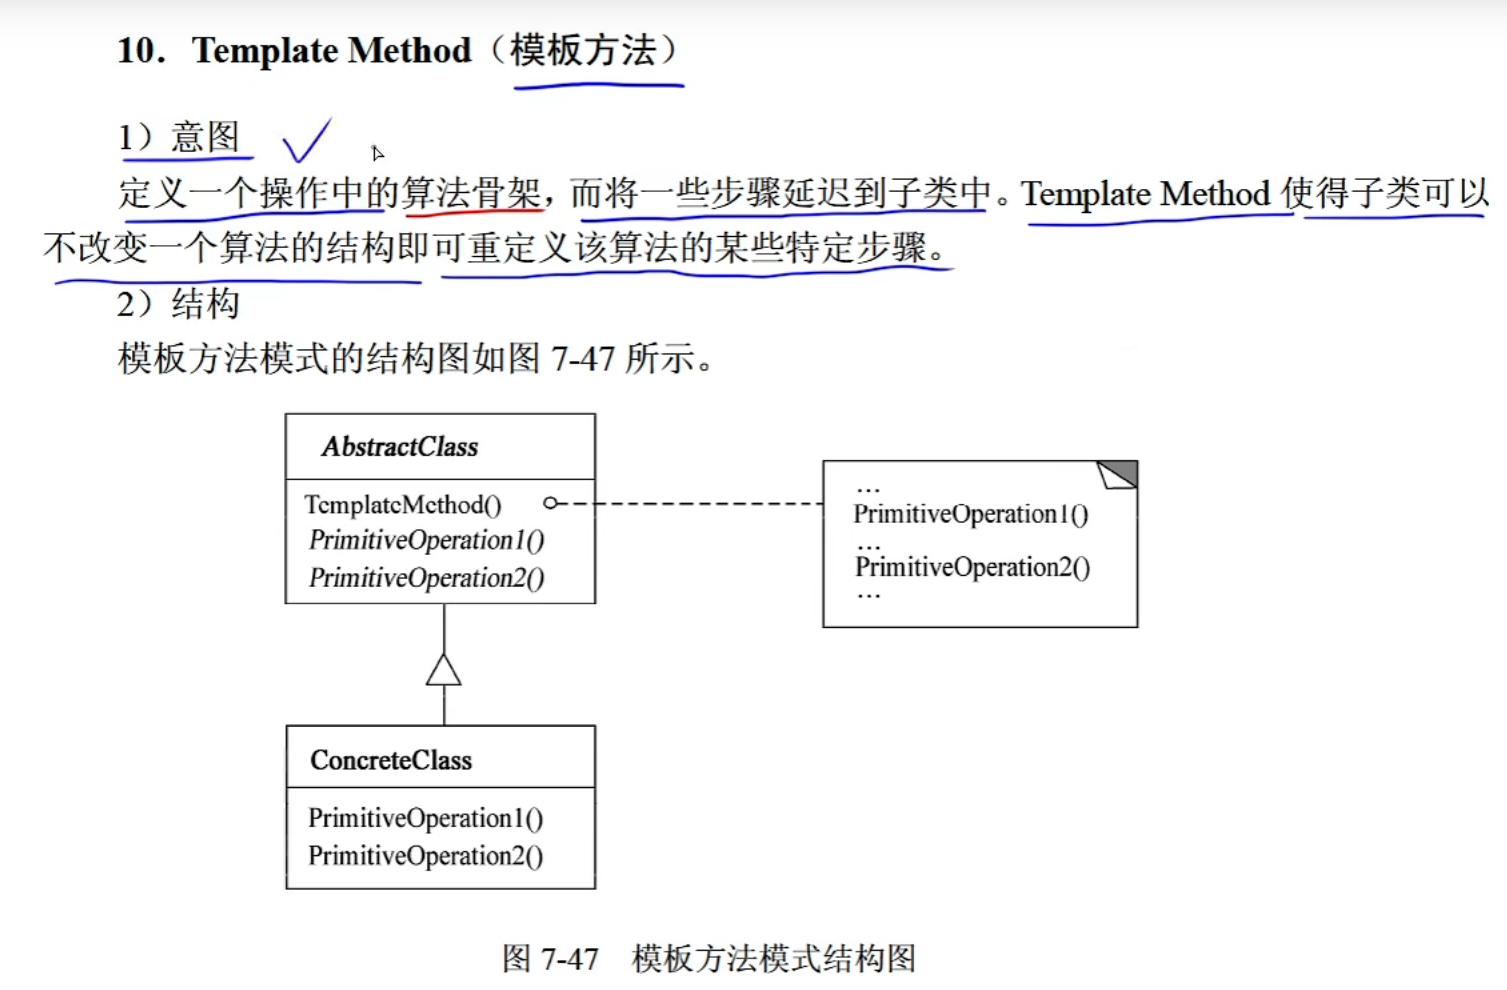 10．Template Method（模板方法）
1）意图
定义一个操作中的算法骨架，而将一些步骤延迟到子类中。Template Method 使得子类可以
不改变一个算法的结构即可重定义该算法的某些特定步骤。
2）结构
模板方法模式的结构图如图 7-47 所示。
AbstractClass
TemplateMethod()
PrimitiveOperation1()
PrimitiveOperation2()
...
PrimitiveOperation1()
...
PrimitiveOperation2()
...
ConcreteClass
PrimitiveOperation1()
PrimitiveOperation2()
图 7-47 模板方法模式结构图